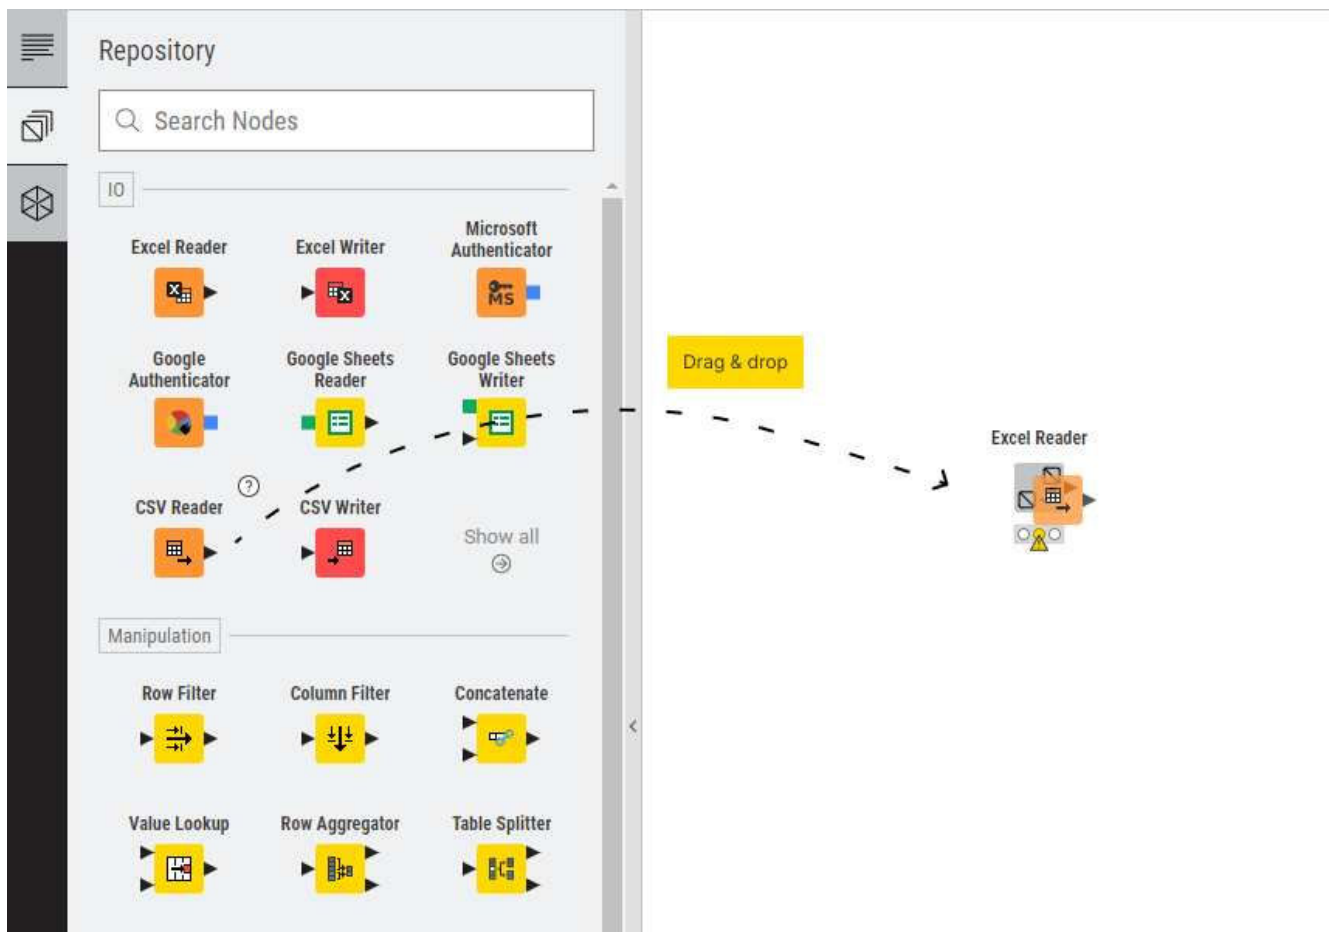 Repository
Search Nodes
IO
Excel Reader
Excel Writer
Microsoft
Authenticator
MS
Google
Authenticator
Google Sheets
Reader
Google Sheets
Writer
Drag & drop
Excel Reader
?
CSV Reader
CSV Writer
Show all
Manipulation
Row Filter
Column Filter
Concatenate
Value Lookup
Row Aggregator
Table Splitter